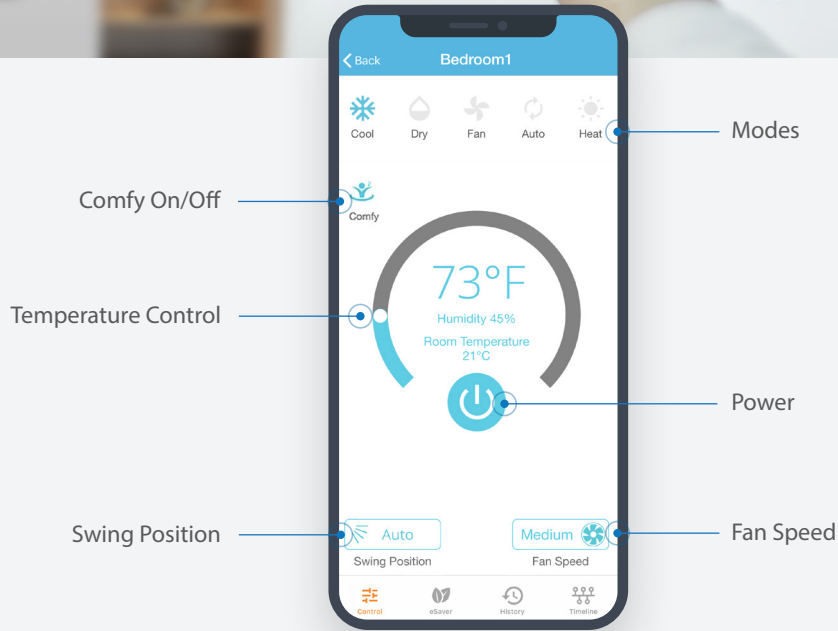 Back
Bedroom1
Cool
Dry
Fan
Auto
Heat
Modes
Comfy On/Off
Comfy
73°F
Humidity 45%
Room Temperature
21°C
Temperature Control
Power
Swing Position
Auto
Medium
Fan Speed
Swing Position
Fan Speed
Control
eSaver
History
Timeline